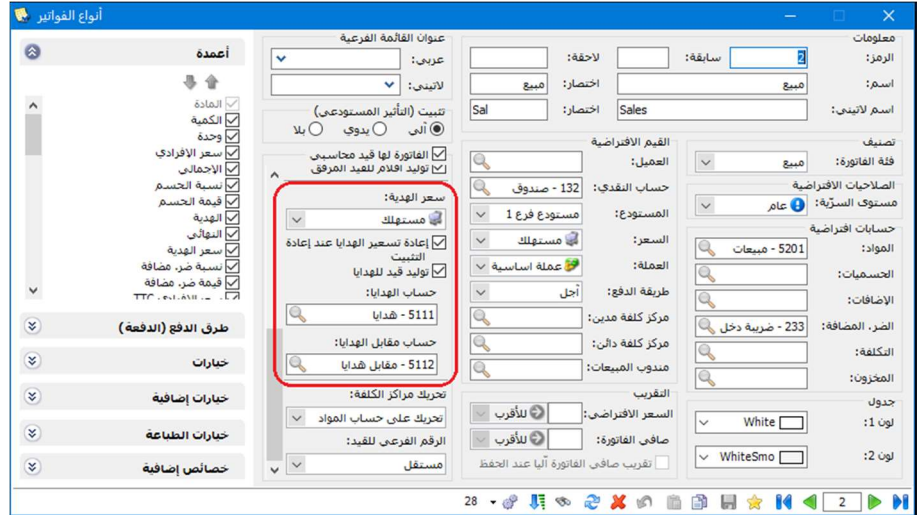 أنواع الفواتير
معلومات
الرمز: 2 سابقة: لاحقة:
اسم: مبيع اختصار: مبيع
اسم لاتيني: Sales اختصار: Sal
تصنيف
فئة الفاتورة: مبيع
الصلاحيات الافتراضية
مستوى السرّية: عام
حسابات افتراضية
المواد: 5201 - مبيعات
الحسميات:
الإضافات:
الضر. المضافة: 233 - ضريبة دخل
التكلفة:
المخزون:
جدول
لون 1: White
لون 2: WhiteSmo
القيم الافتراضية
العميل:
حساب النقدي: 132 - صندوق
المستودع: مستودع فرع 1
السعر: مستهلك
العملة: عملة اساسية
طريقة الدفع: آجل
مركز كلفة مدين:
مركز كلفة دائن:
مندوب المبيعات:
التقريب
السعر الافتراضي: للأقرب
صافي الفاتورة: للأقرب
تقريب صافي الفاتورة آليا عند الحفظ
عنوان القائمة الفرعية
عربي:
لاتيني:
تثبيت (التأثير المستودعي)
آلي يدوي بلا
الفاتورة لها قيد محاسبي
توليد اقلام للقيد المرفق
سعر الهدية:
مستهلك
إعادة تسعير الهدايا عند إعادة
التثبيت
توليد قيد للهدايا
حساب الهدايا:
5111 - هدايا
حساب مقابل الهدايا:
5112 - مقابل هدايا
تحريك مراكز الكلفة:
تحريك على حساب المواد
الرقم الفرعي للقيد:
مستقل
أعمدة
المادة
الكمية
وحدة
سعر الإفرادي
الإجمالي
نسبة الحسم
قيمة الحسم
الهدية
النهائي
سعر الهدية
نسبة ضر. مضافة
قيمة ضر. مضافة
سعر الإفرادي TTC
طرق الدفع (الدفعة)
خيارات
خيارات إضافية
خيارات الطباعة
خصائص إضافية
28 2